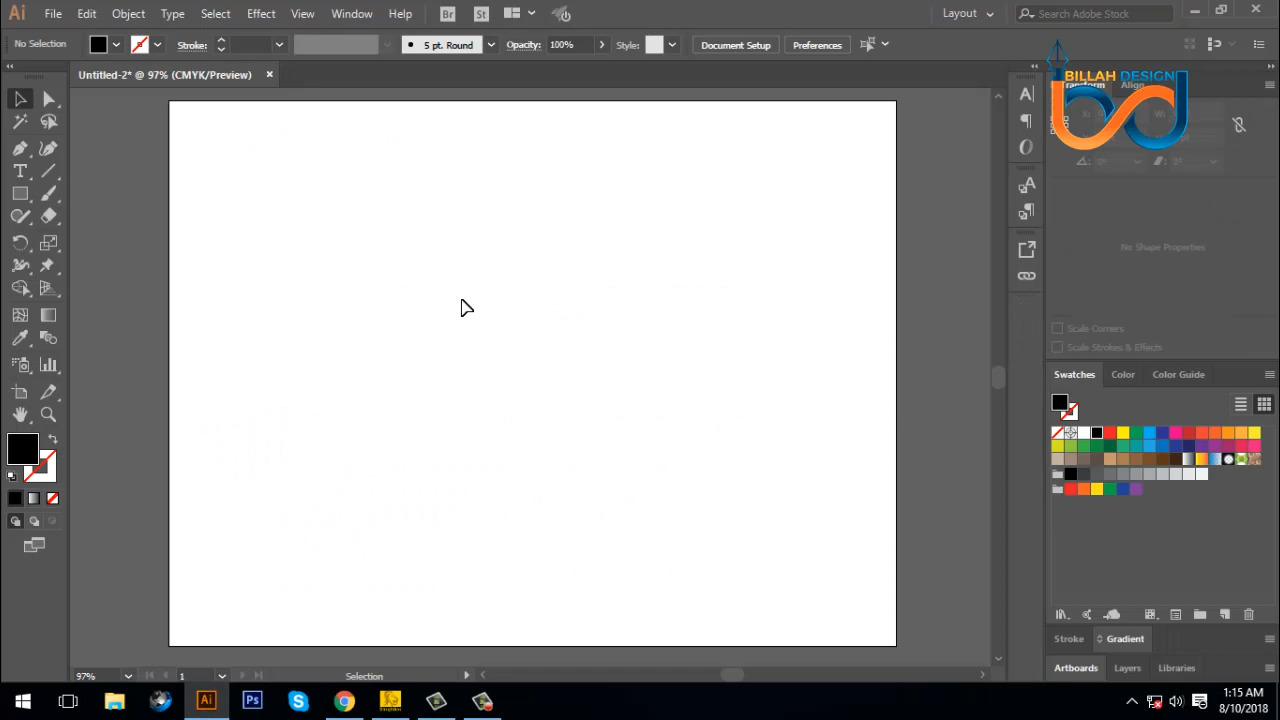 Ai File Edit Object Type Select Effect View Window Help Br St Layout Search Adobe Stock
No Selection Stroke: 5 pt. Round Opacity: 100% Style: Document Setup Preferences
Untitled-2* @ 97% (CMYK/Preview)
BILLAH DESIGN
Transform Align
No Shape Properties
Scale Corners
Scale Strokes & Effects
Swatches Color Color Guide
Stroke Gradient
Artboards Layers Libraries
97% 1 Selection
Ai Ps
1:15 AM
8/10/2018